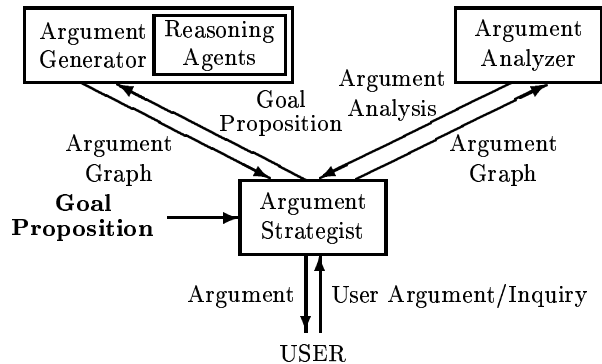 Argument
Generator
Reasoning
Agents
Argument
Analyzer
Goal
Proposition
Argument
Analysis
Argument
Graph
Argument
Graph
Goal
Proposition
Argument
Strategist
Argument
User Argument/Inquiry
USER